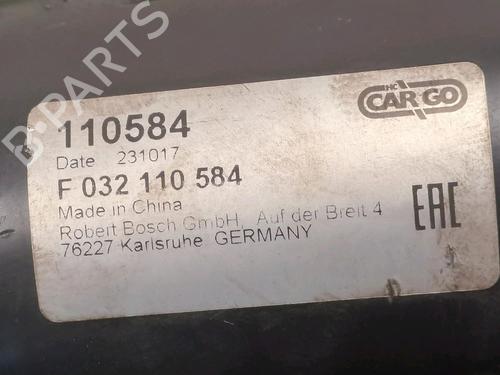 HC
CARGO
110584
Date 231017
F 032 110 584
Made in China
Robert Bosch GmbH, Auf der Breit 4
76227 Karlsruhe GERMANY
EAC
B-PARTS